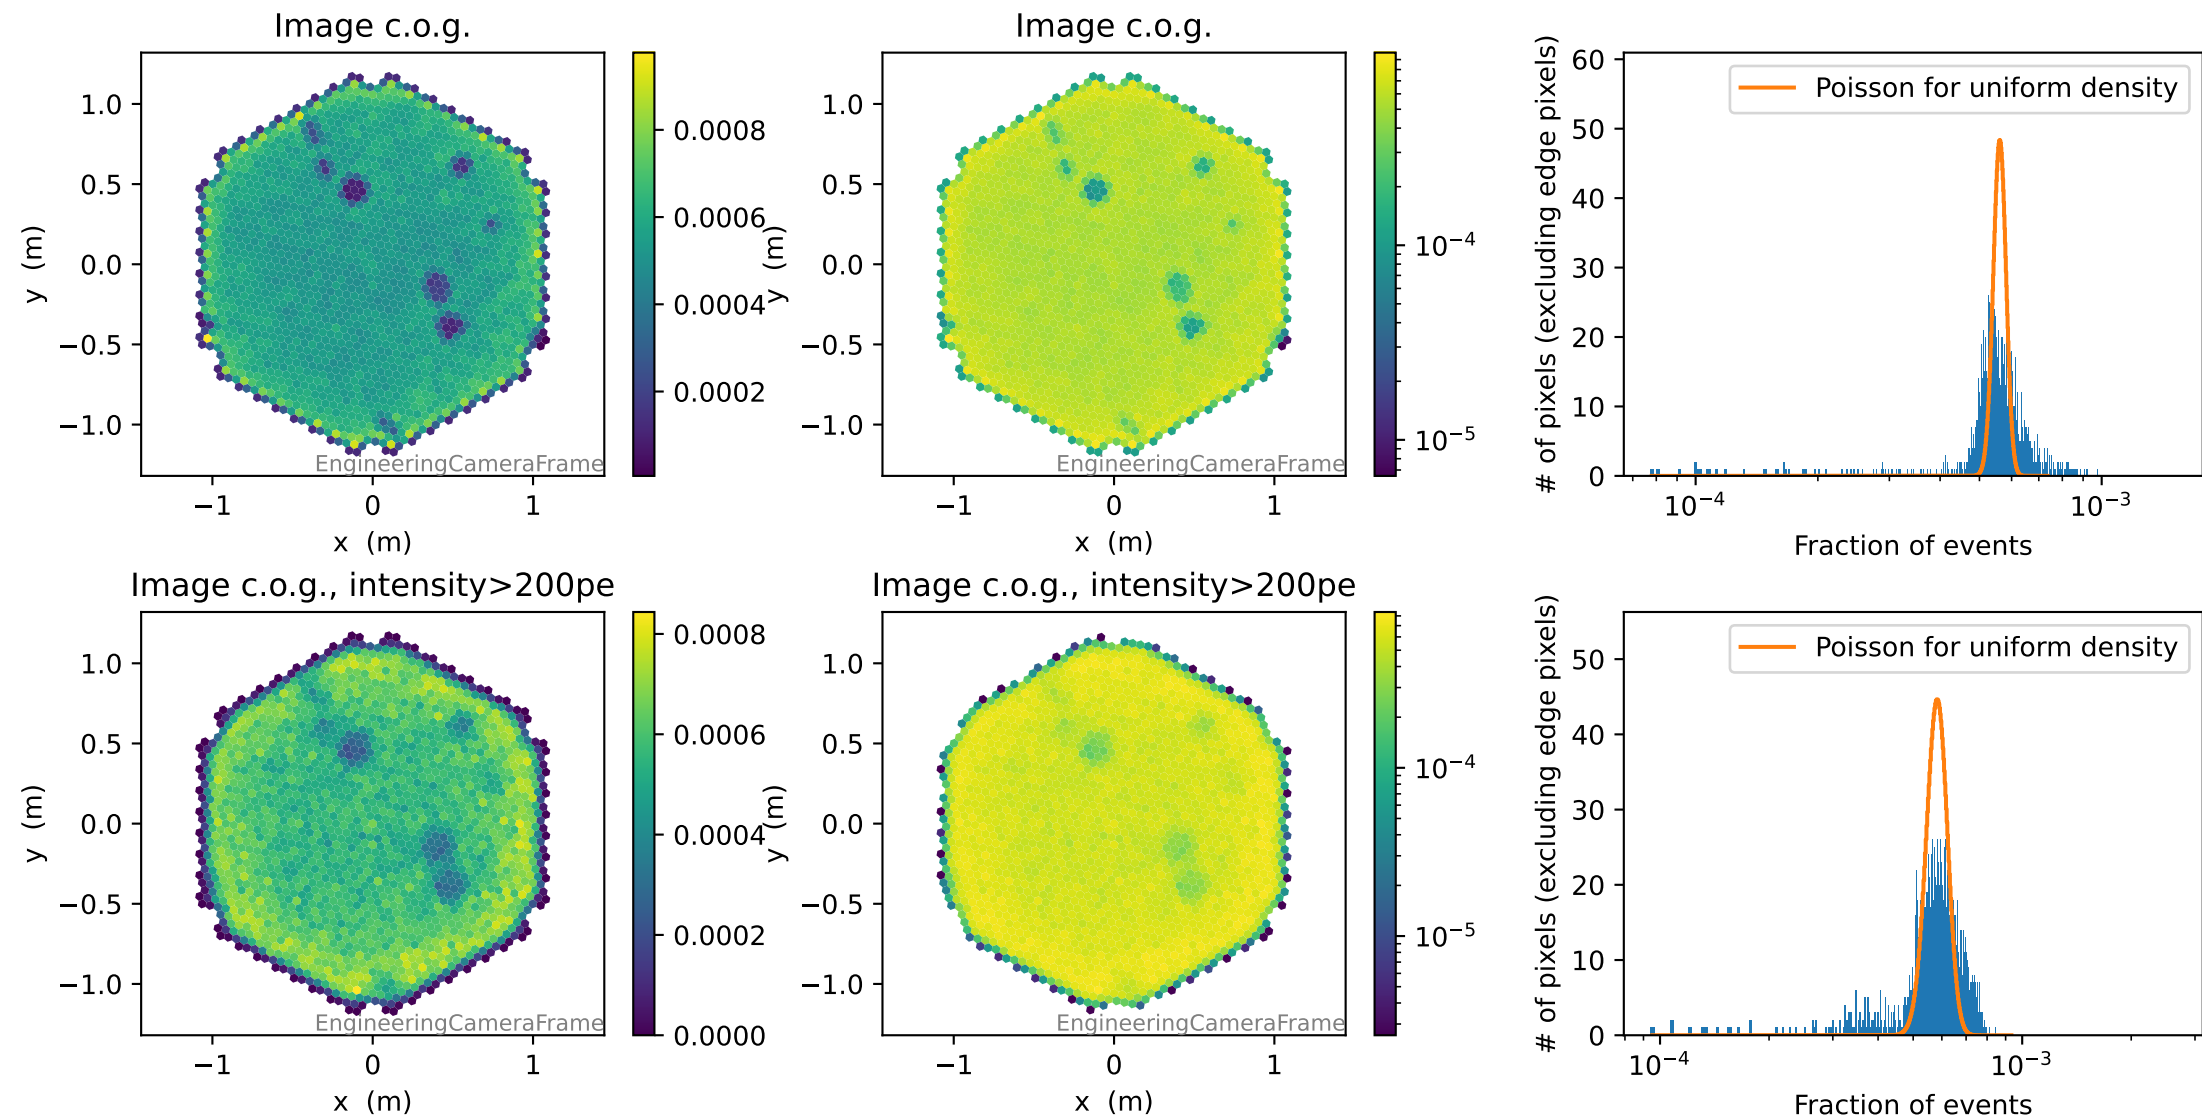 Image c.o.g.
1.0
0.5
0.0
−0.5
−1.0
y (m)
−1 0 1
x (m)
EngineeringCameraFrame
0.0008
0.0006
0.0004
0.0002
Image c.o.g.
1.0
0.5
0.0
−0.5
−1.0
y (m)
−1 0 1
x (m)
EngineeringCameraFrame
10⁻⁴
10⁻⁵
# of pixels (excluding edge pixels)
60
50
40
30
20
10
0
Poisson for uniform density
10⁻⁴ 10⁻³
Fraction of events
Image c.o.g., intensity>200pe
1.0
0.5
0.0
−0.5
−1.0
y (m)
−1 0 1
x (m)
EngineeringCameraFrame
0.0008
0.0006
0.0004
0.0002
0.0000
Image c.o.g., intensity>200pe
1.0
0.5
0.0
−0.5
−1.0
y (m)
−1 0 1
x (m)
EngineeringCameraFrame
10⁻⁴
10⁻⁵
# of pixels (excluding edge pixels)
50
40
30
20
10
0
Poisson for uniform density
10⁻⁴ 10⁻³
Fraction of events